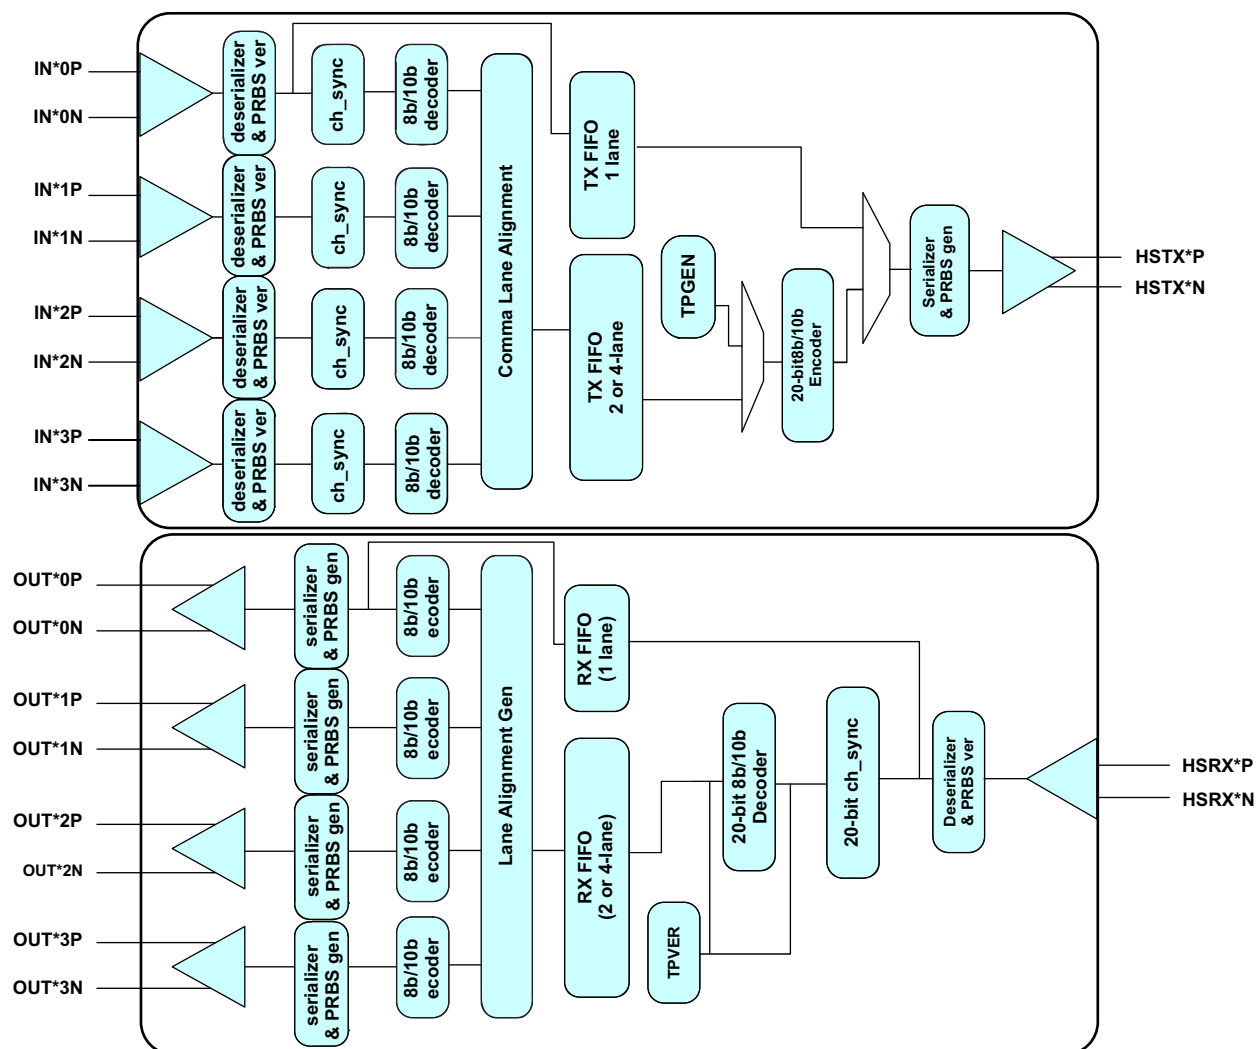 IN*0P
IN*0N
IN*1P
IN*1N
IN*2P
IN*2N
IN*3P
IN*3N
deserializer
& PRBS ver
deserializer
& PRBS ver
deserializer
& PRBS ver
deserializer
& PRBS ver
ch_sync
ch_sync
ch_sync
ch_sync
8b/10b
decoder
8b/10b
decoder
8b/10b
decoder
8b/10b
decoder
Comma Lane Alignment
TX FIFO
1 lane
TX FIFO
2 or 4-lane
TPGEN
20-bit8b/10b
Encoder
Serializer
& PRBS gen
HSTX*P
HSTX*N
OUT*0P
OUT*0N
OUT*1P
OUT*1N
OUT*2P
OUT*2N
OUT*3P
OUT*3N
serializer
& PRBS gen
serializer
& PRBS gen
serializer
& PRBS gen
serializer
& PRBS gen
8b/10b
ecoder
8b/10b
ecoder
8b/10b
ecoder
8b/10b
ecoder
Lane Alignment Gen
RX FIFO
(1 lane)
RX FIFO
(2 or 4-lane)
TPVER
20-bit 8b/10b
Decoder
20-bit ch_sync
Deserializer
& PRBS ver
HSRX*P
HSRX*N